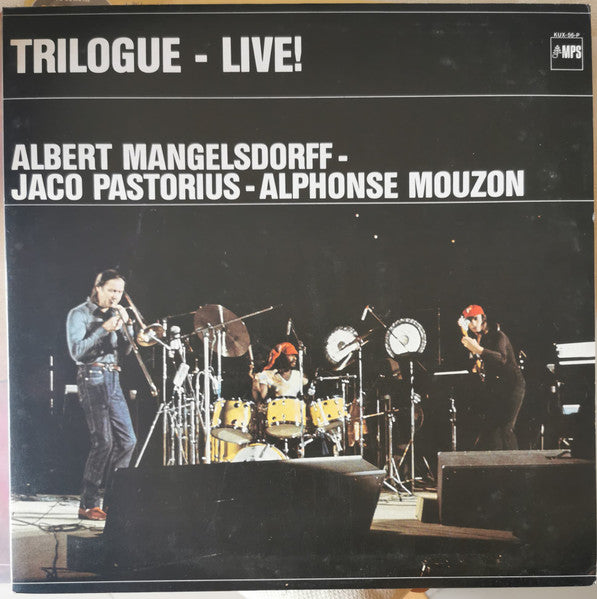 TRILOGUE - LIVE!
KUX-56-P
MPS
ALBERT MANGELSDORFF -
JACO PASTORIUS - ALPHONSE MOUZON